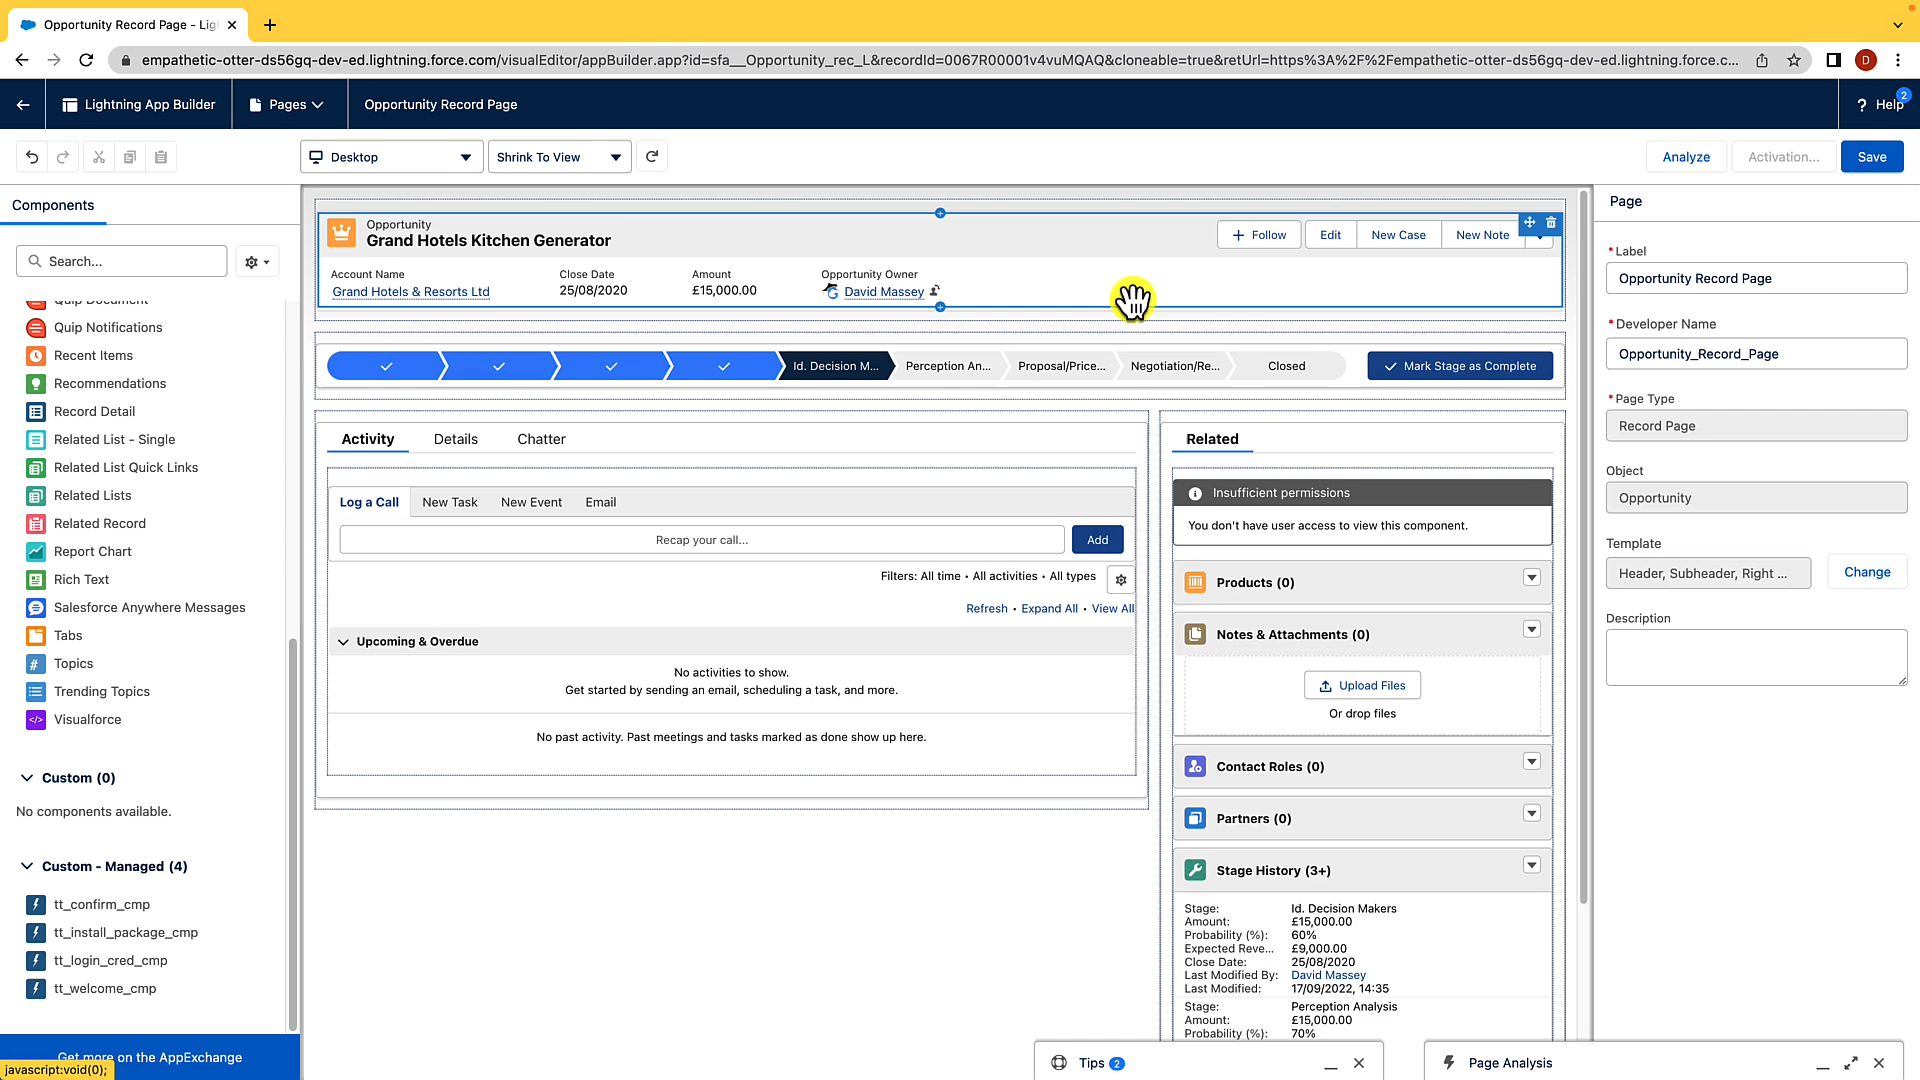 Opportunity Record Page - Lig
empathetic-otter-ds56gq-dev-ed.lightning.force.com/visualEditor/appBuilder.app?id=sfa__Opportunity_rec_L&recordId=0067R00001v4vuMQAQ&cloneable=true&retUrl=https%3A%2F%2Fempathetic-otter-ds56gq-dev-ed.lightning.force.c...
D
Lightning App Builder
Pages
Opportunity Record Page
? Help
2
Desktop
Shrink To View
Analyze
Activation...
Save
Components
Search...
Quip Document
Quip Notifications
Recent Items
Recommendations
Record Detail
Related List - Single
Related List Quick Links
Related Lists
Related Record
Report Chart
Rich Text
Salesforce Anywhere Messages
Tabs
Topics
Trending Topics
Visualforce
Custom (0)
No components available.
Custom - Managed (4)
tt_confirm_cmp
tt_install_package_cmp
tt_login_cred_cmp
tt_welcome_cmp
Get more on the AppExchange
javascript:void(0);
Opportunity
Grand Hotels Kitchen Generator
Follow
Edit
New Case
New Note
Account Name
Grand Hotels & Resorts Ltd
Close Date
25/08/2020
Amount
£15,000.00
Opportunity Owner
David Massey
Id. Decision M...
Perception An...
Proposal/Price...
Negotiation/Re...
Closed
Mark Stage as Complete
Activity
Details
Chatter
Log a Call
New Task
New Event
Email
Recap your call...
Add
Filters: All time • All activities • All types
Refresh • Expand All • View All
Upcoming & Overdue
No activities to show.
Get started by sending an email, scheduling a task, and more.
No past activity. Past meetings and tasks marked as done show up here.
Related
Insufficient permissions
You don't have user access to view this component.
Products (0)
Notes & Attachments (0)
Upload Files
Or drop files
Contact Roles (0)
Partners (0)
Stage History (3+)
Stage: Id. Decision Makers
Amount: £15,000.00
Probability (%): 60%
Expected Reve... £9,000.00
Close Date: 25/08/2020
Last Modified By: David Massey
Last Modified: 17/09/2022, 14:35
Stage: Perception Analysis
Amount: £15,000.00
Probability (%): 70%
Tips 2
Page Analysis
Page
*Label
Opportunity Record Page
*Developer Name
Opportunity_Record_Page
*Page Type
Record Page
Object
Opportunity
Template
Header, Subheader, Right ...
Change
Description